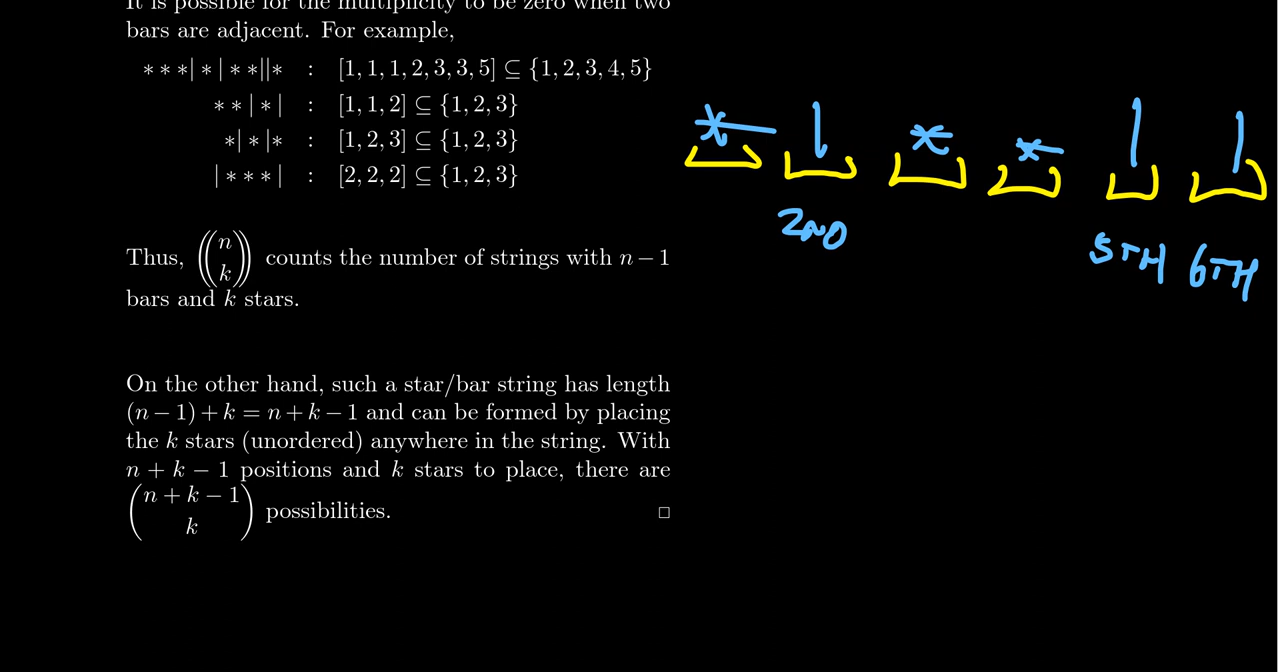 It is possible for the multiplicity to be zero when two
bars are adjacent. For example,
∗∗∗|∗|∗∗||∗ : [1, 1, 1, 2, 3, 3, 5] ⊆ {1, 2, 3, 4, 5}
∗∗|∗| : [1, 1, 2] ⊆ {1, 2, 3}
∗|∗|∗ : [1, 2, 3] ⊆ {1, 2, 3}
|∗∗∗| : [2, 2, 2] ⊆ {1, 2, 3}
Thus, ((n k)) counts the number of strings with n − 1
bars and k stars.
On the other hand, such a star/bar string has length
(n − 1) + k = n + k − 1 and can be formed by placing
the k stars (unordered) anywhere in the string. With
n + k − 1 positions and k stars to place, there are
(n + k − 1 k) possibilities. □
* | * * | |
2ND 5TH 6TH